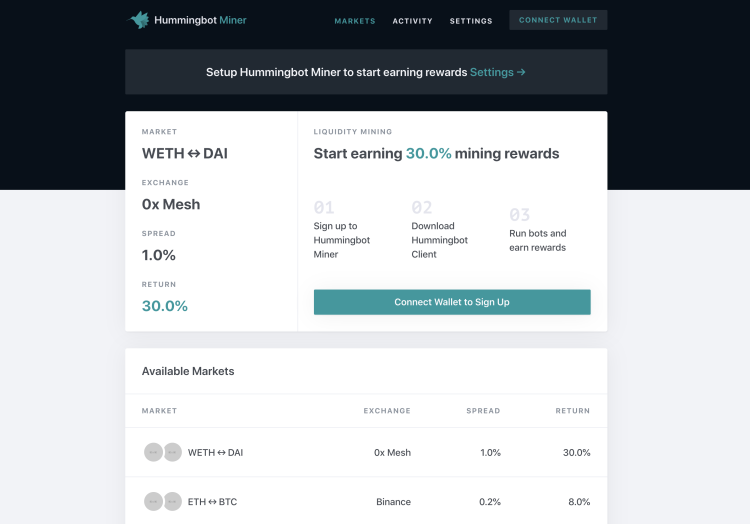 Hummingbot Miner
MARKETS
ACTIVITY
SETTINGS
CONNECT WALLET
Setup Hummingbot Miner to start earning rewards Settings →
MARKET
WETH ↔ DAI
EXCHANGE
0x Mesh
SPREAD
1.0%
RETURN
30.0%
LIQUIDITY MINING
Start earning 30.0% mining rewards
01
Sign up to
Hummingbot
Miner
02
Download
Hummingbot
Client
03
Run bots and
earn rewards
Connect Wallet to Sign Up
Available Markets
MARKET EXCHANGE SPREAD RETURN
WETH ↔ DAI 0x Mesh 1.0% 30.0%
ETH ↔ BTC Binance 0.2% 8.0%